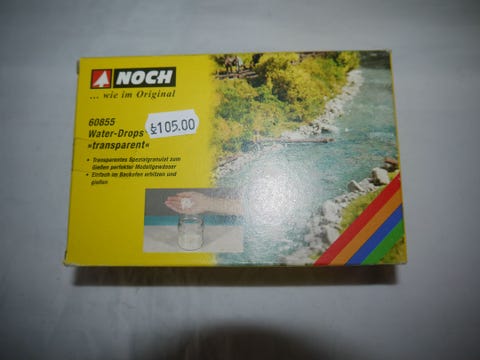 NOCH
... wie im Original
60855
Water-Drops
»transparent«
105.00
• Transparentes Spezialgranulat zum
Gießen perfekter Modellgewässer
• Einfach im Backofen erhitzen und
gießen